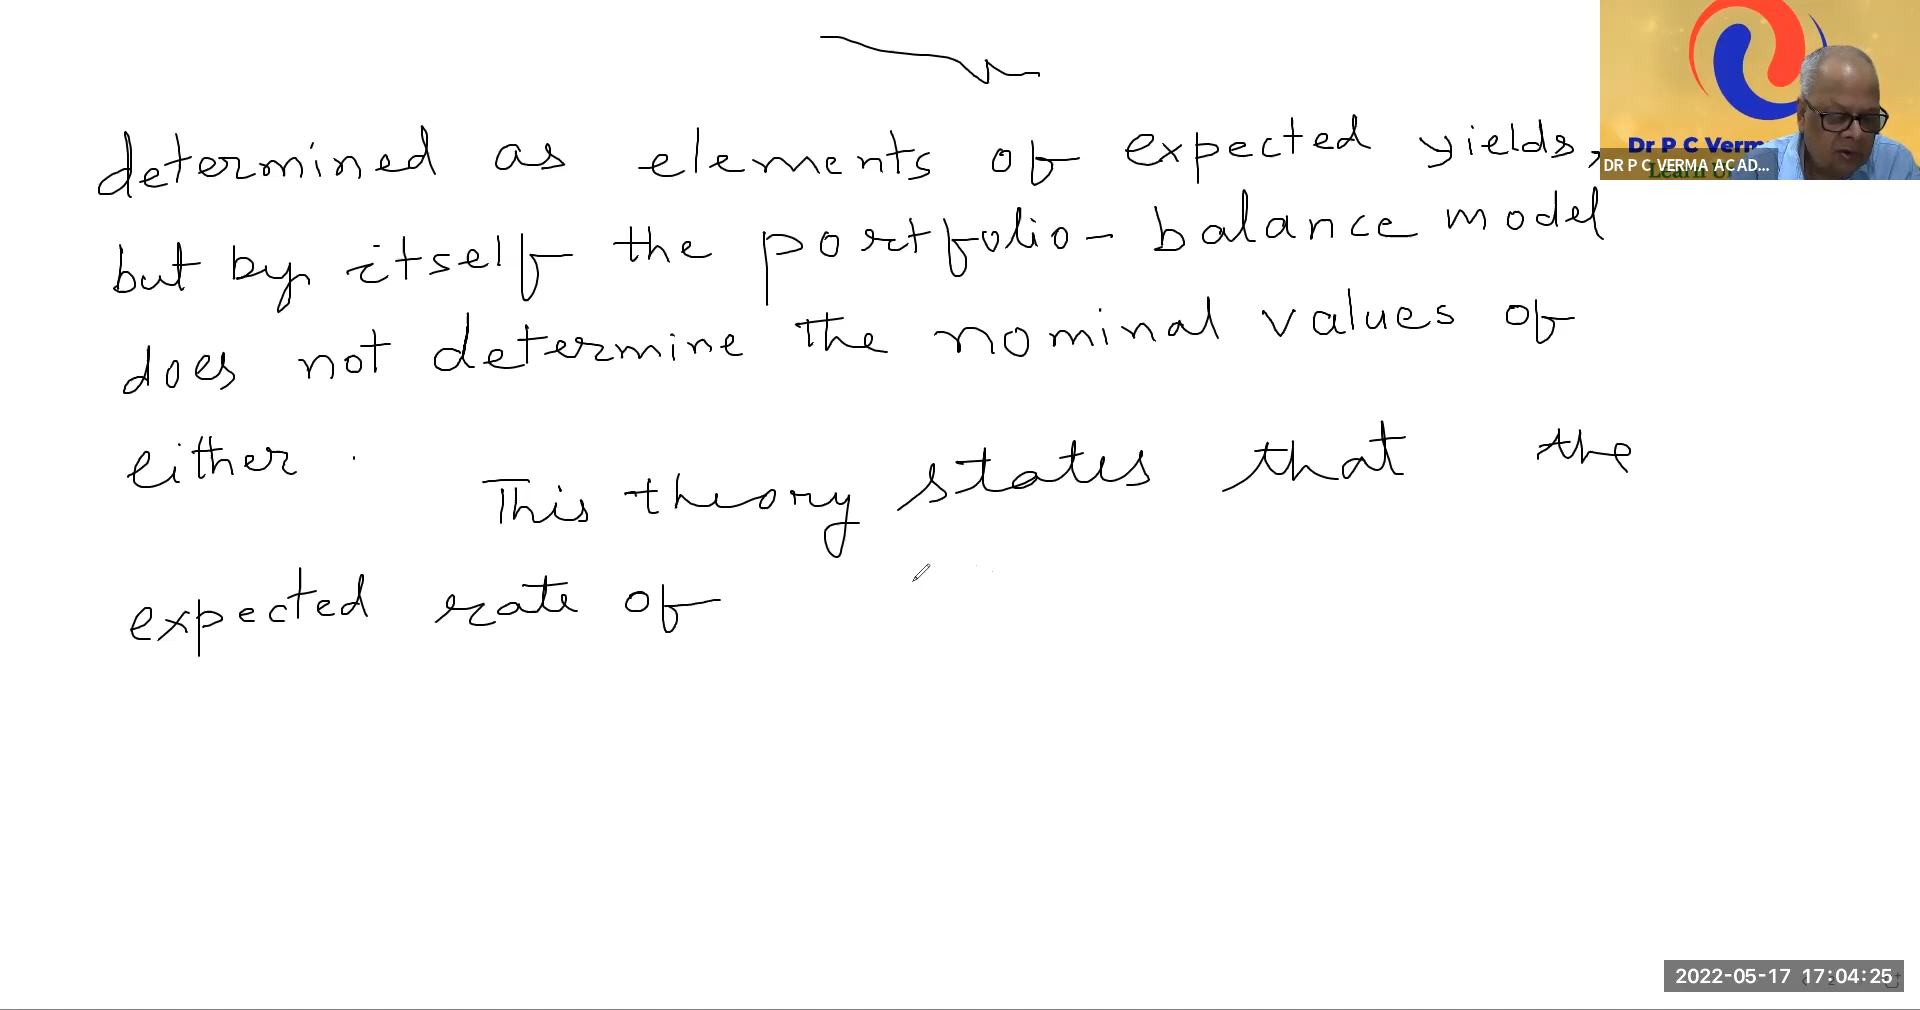 determined as elements of expected yields,
but by itself the portfolio-balance model
does not determine the nominal values of
either.
This theory states that the
expected rate of
Dr P C Verm
DR P C VERMA ACAD...
Learn U
2022-05-17 17:04:25